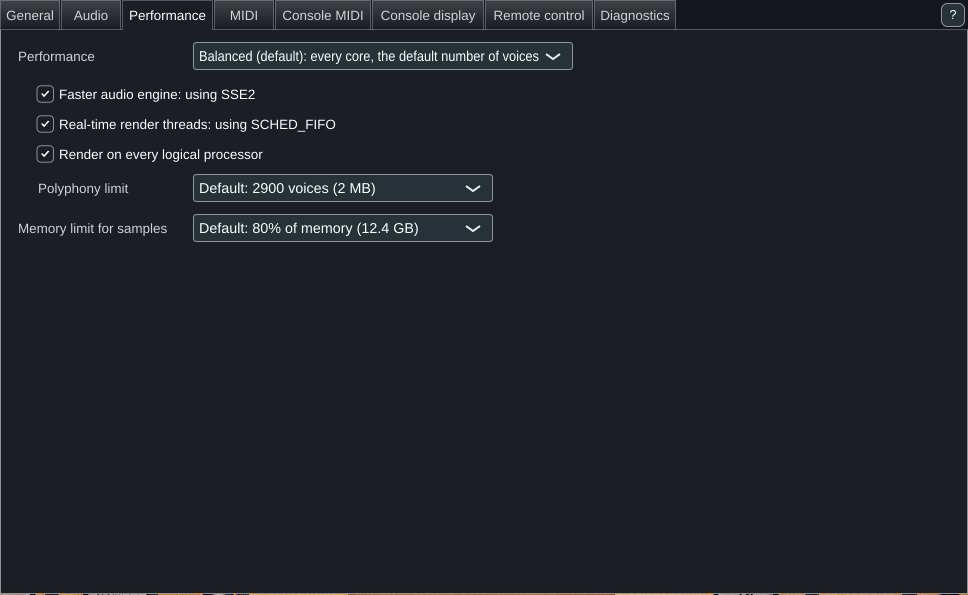 General
Audio
Performance
MIDI
Console MIDI
Console display
Remote control
Diagnostics
?
Performance
Balanced (default): every core, the default number of voices
Faster audio engine: using SSE2
Real-time render threads: using SCHED_FIFO
Render on every logical processor
Polyphony limit
Default: 2900 voices (2 MB)
Memory limit for samples
Default: 80% of memory (12.4 GB)